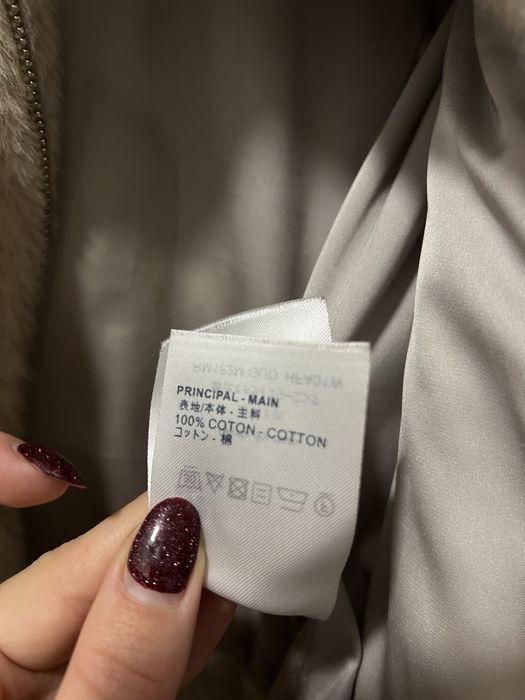 PRINCIPAL - MAIN
表地/本体 - 主料
100% COTON - COTTON
コットン - 棉